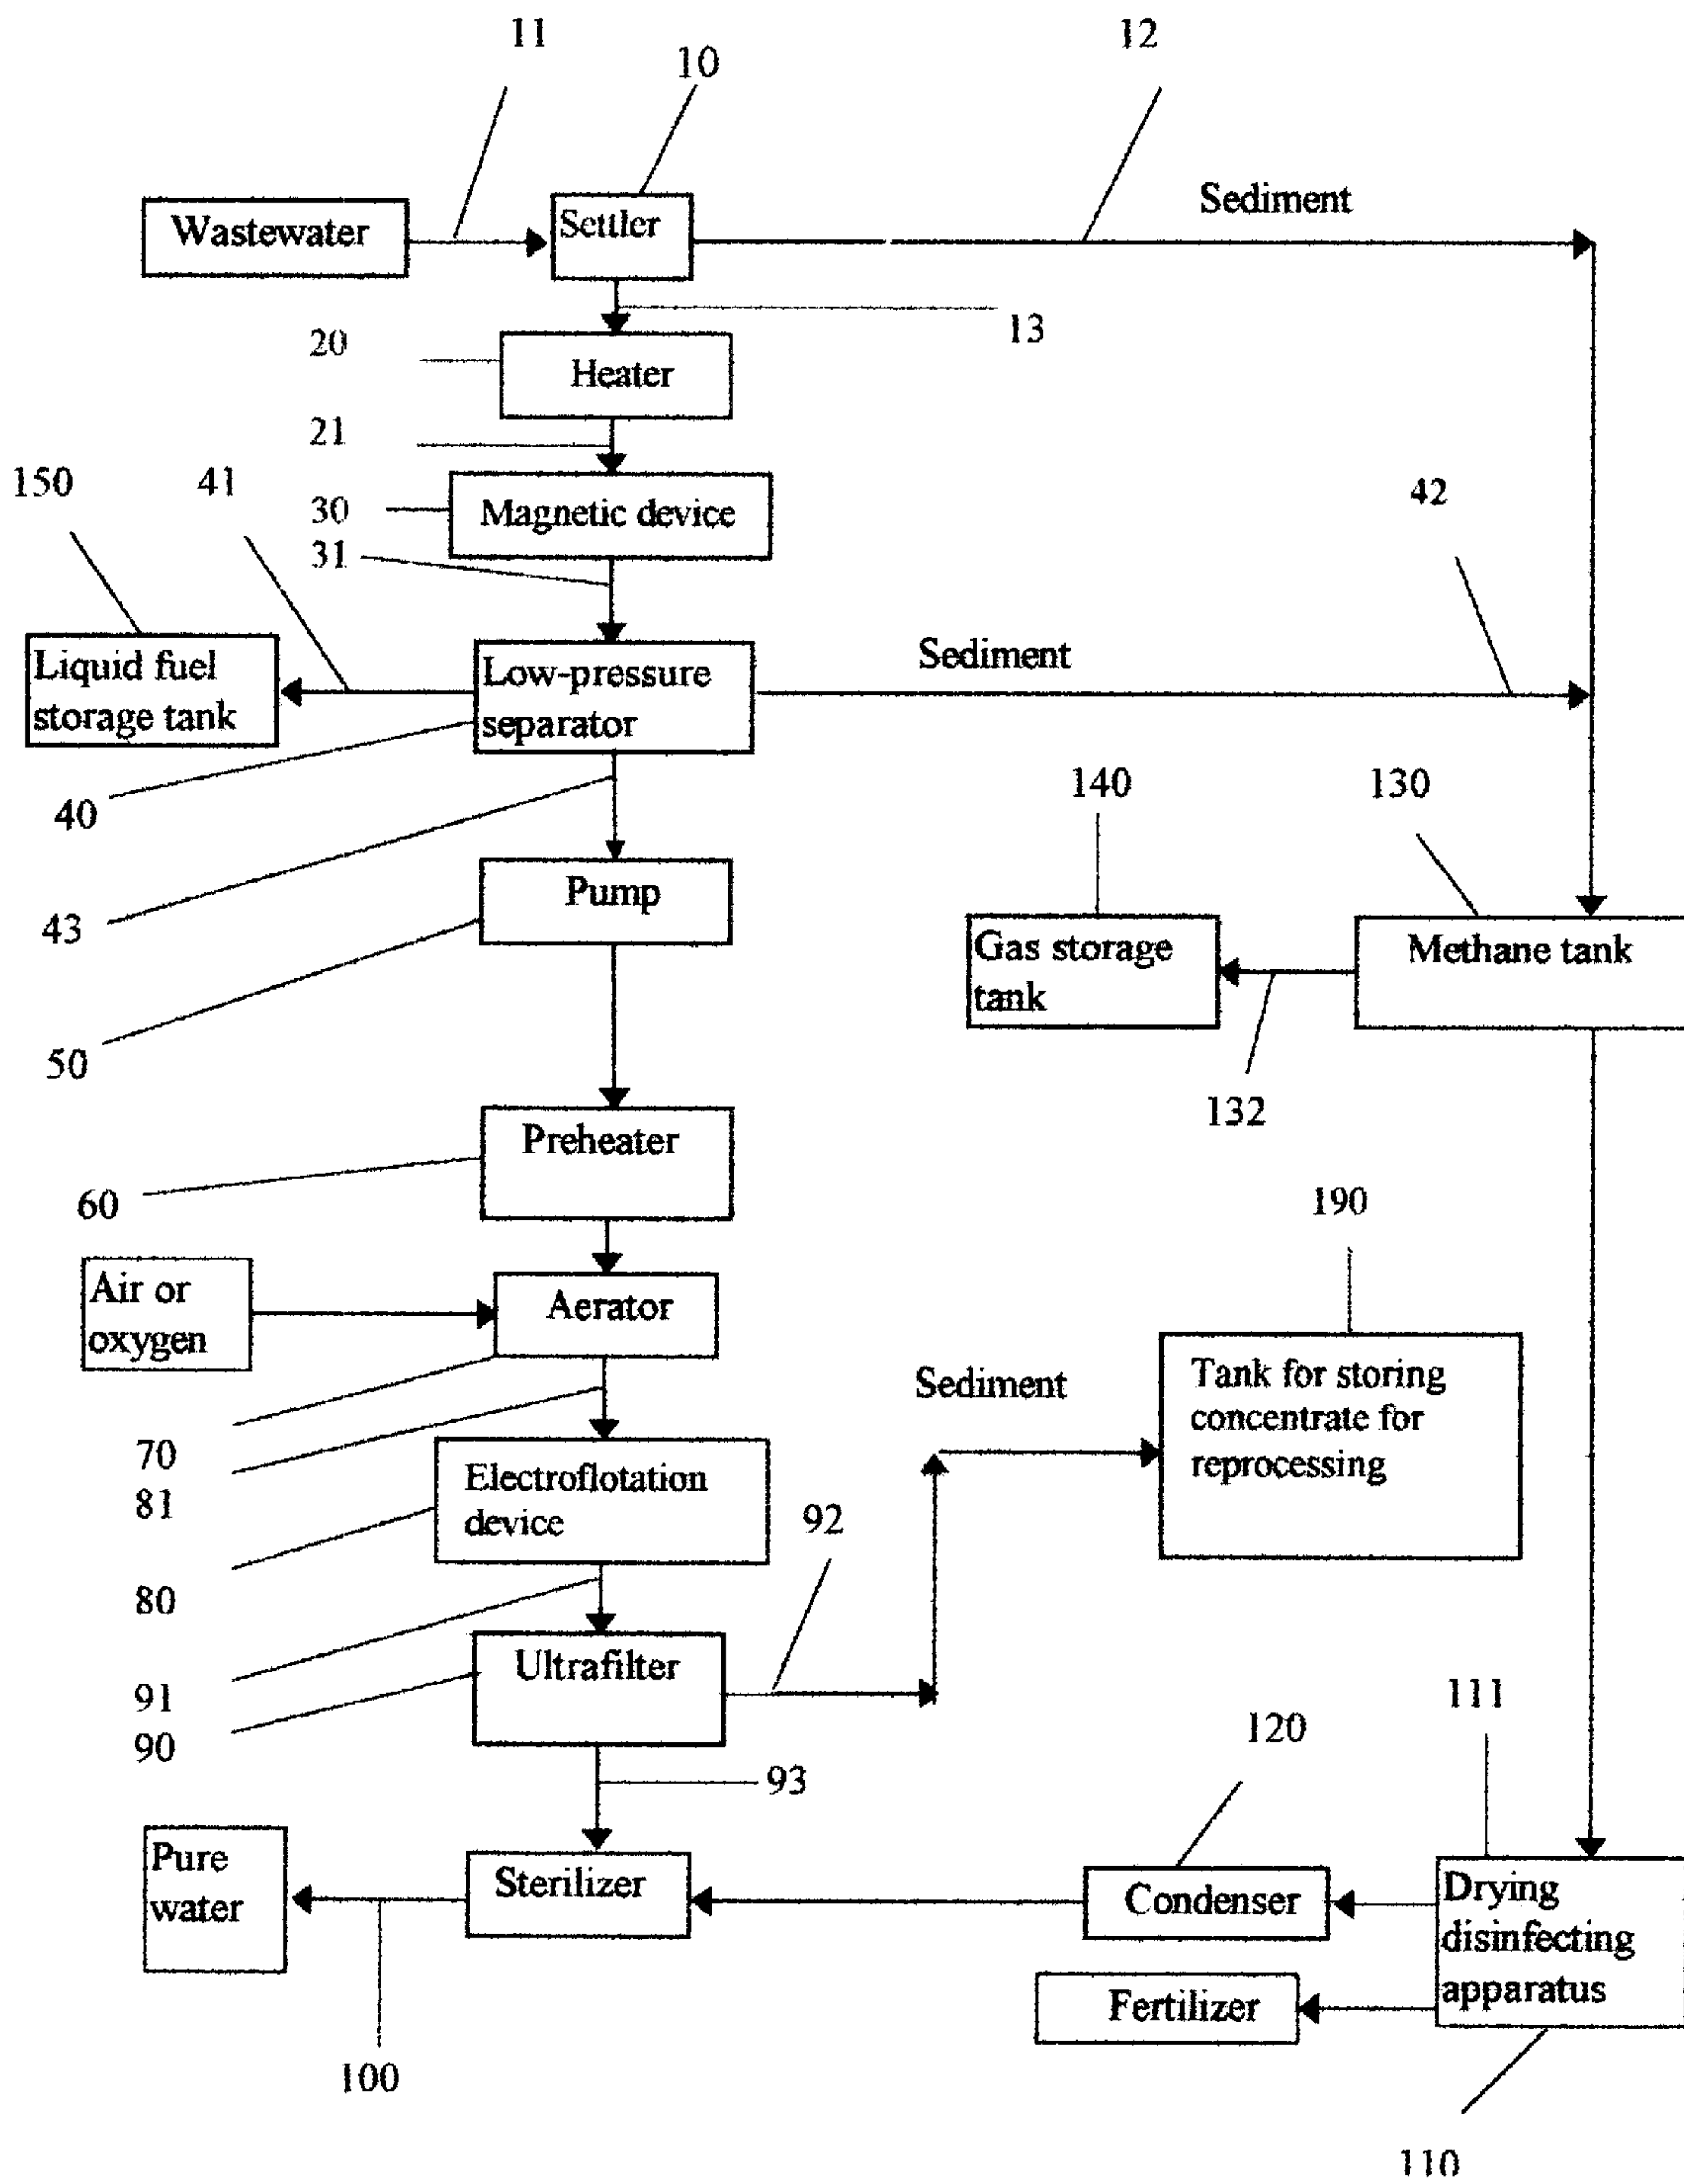 11
10
12
Sediment
Wastewater
Settler
13
20
Heater
21
150
41
42
30
Magnetic device
31
Liquid fuel
storage tank
Low-pressure
separator
Sediment
40
140
130
43
Pump
Gas storage
tank
Methane tank
50
132
Preheater
60
190
Air or
oxygen
Aerator
Sediment
Tank for storing
concentrate for
reprocessing
70
81
Electroflotation
device
92
80
Ultrafilter
91
90
111
120
93
Pure
water
Sterilizer
Condenser
Drying
disinfecting
apparatus
Fertilizer
100
110